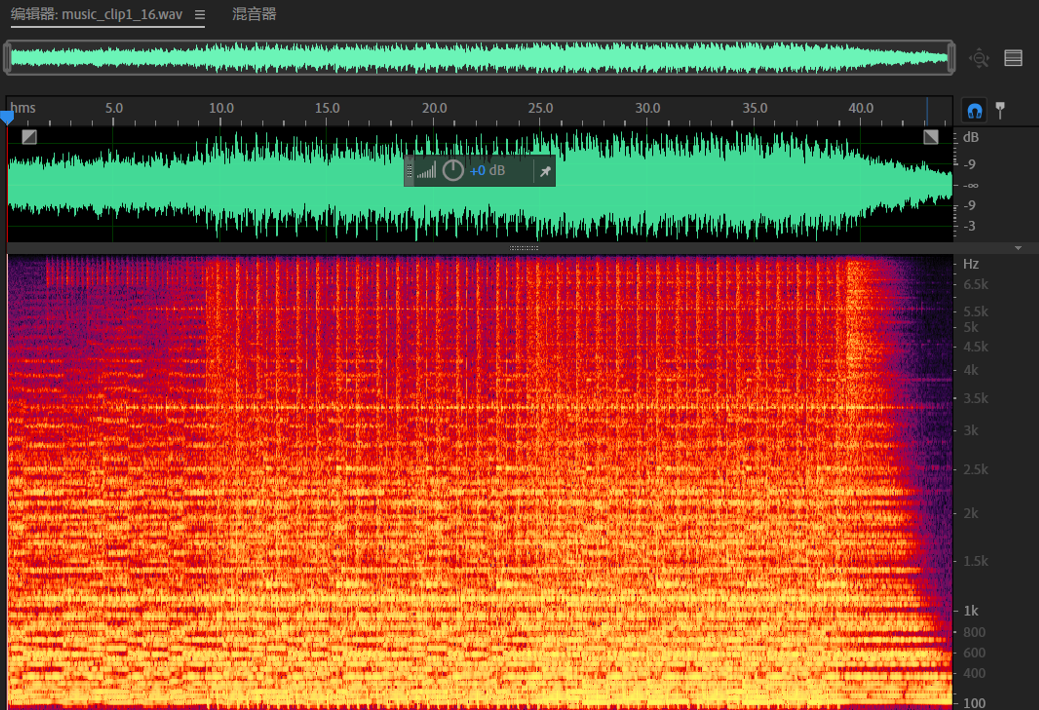 编辑器: music_clip1_16.wav 混音器
hms 5.0 10.0 15.0 20.0 25.0 30.0 35.0 40.0
dB
-9
+0 dB
-∞
-9
-3
Hz
6.5k
5.5k
5k
4.5k
4k
3.5k
3k
2.5k
2k
1.5k
1k
800
600
400
100